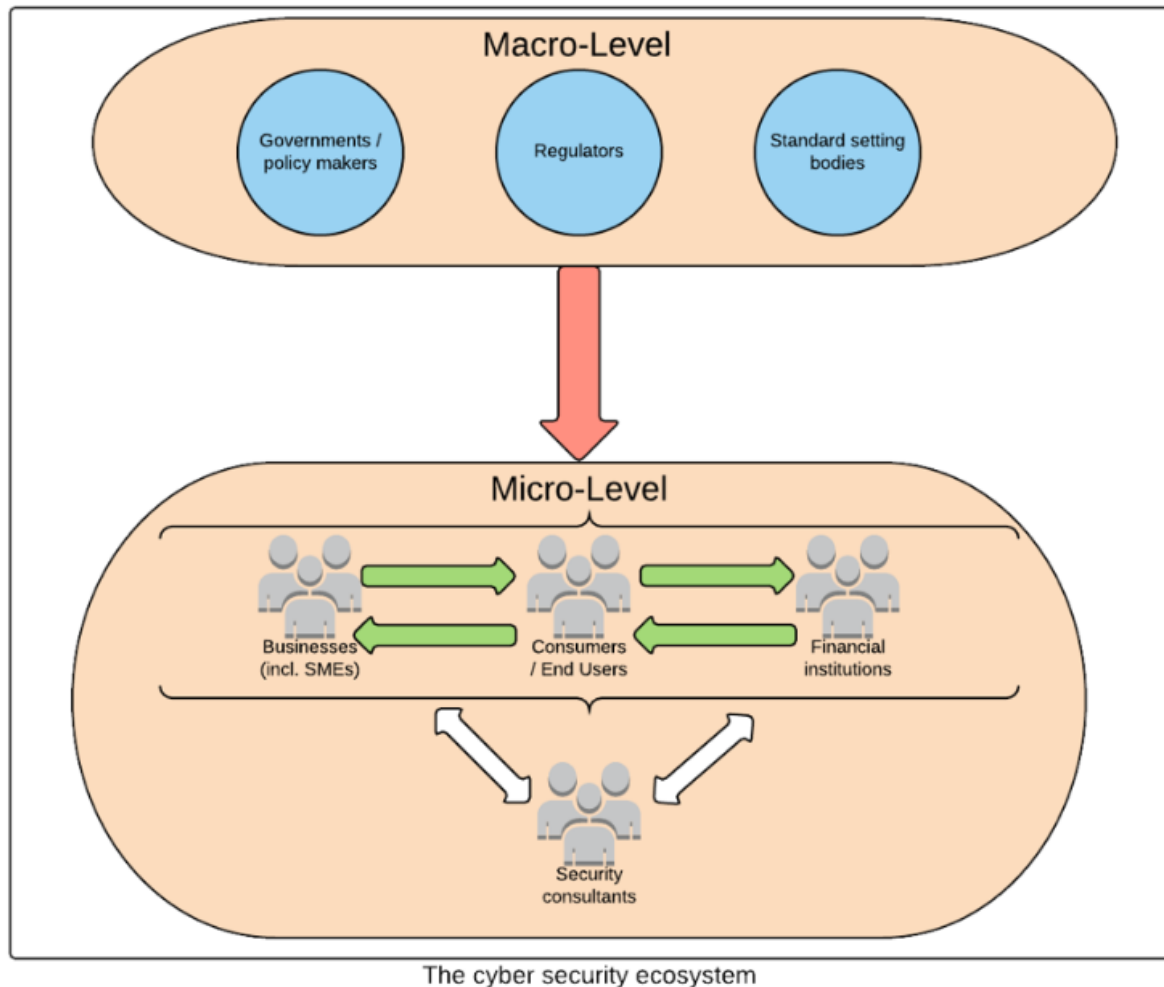 Macro-Level
Governments /
policy makers
Regulators
Standard setting
bodies
Micro-Level
Businesses
(incl. SMEs)
Consumers
/ End Users
Financial
institutions
Security
consultants
The cyber security ecosystem